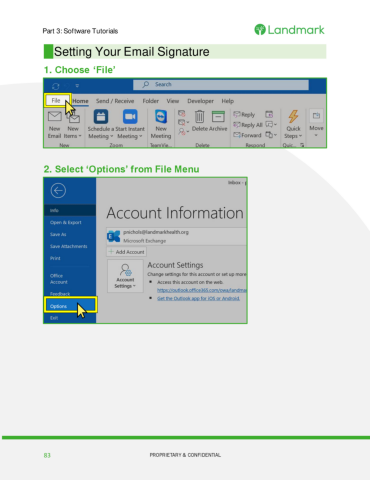 Part 3: Software Tutorials
Landmark
Setting Your Email Signature
1. Choose ‘File’
Search
File Home Send / Receive Folder View Developer Help
New Email New Items Schedule a Meeting Start Instant Meeting New Meeting Delete Archive Reply Reply All Forward Quick Steps Move
New Zoom TeamVie... Delete Respond Quic...
2. Select ‘Options’ from File Menu
Inbox - p
Info
Account Information
Open & Export
Save As
prechols@landmarkhealth.org
Microsoft Exchange
Save Attachments
+ Add Account
Print
Account Settings
Office Account
Account Settings
Change settings for this account or set up more
Access this account on the web.
https://outlook.office365.com/owa/landma
Get the Outlook app for iOS or Android.
Feedback
Options
Exit
83
PROPRIETARY & CONFIDENTIAL